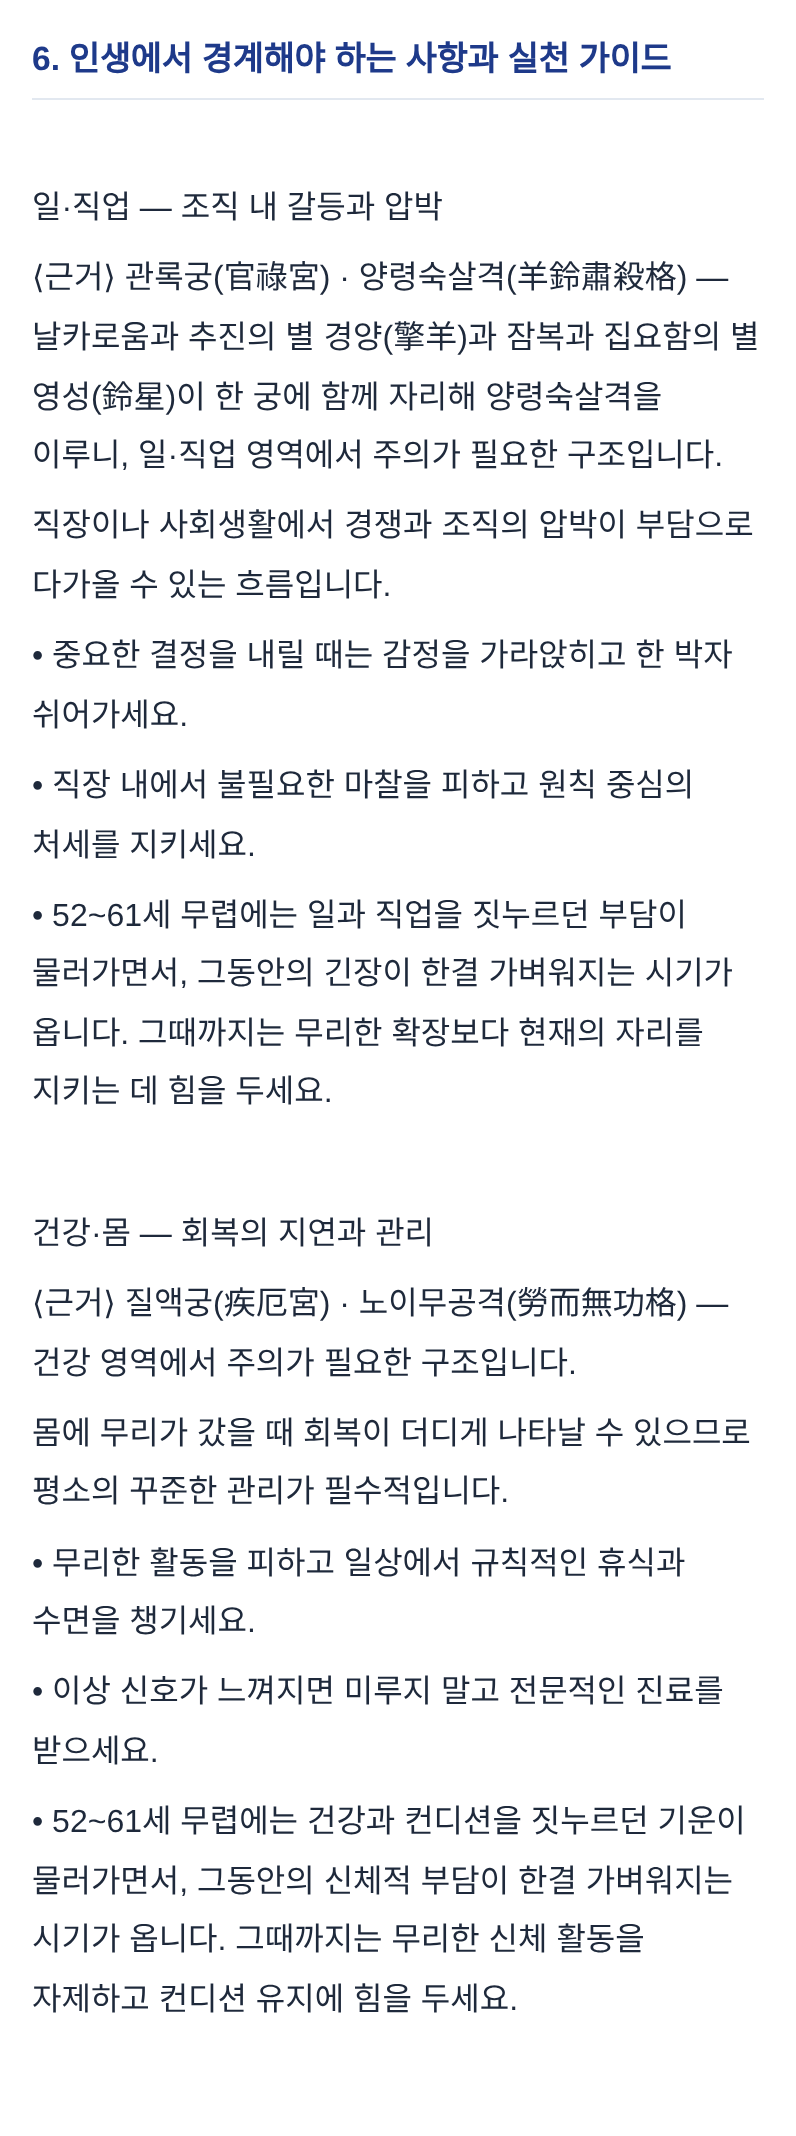 6. 인생에서 경계해야 하는 사항과 실천 가이드
일·직업 — 조직 내 갈등과 압박
⟨근거⟩ 관록궁(官祿宮) · 양령숙살격(羊鈴肅殺格) —
날카로움과 추진의 별 경양(擎羊)과 잠복과 집요함의 별
영성(鈴星)이 한 궁에 함께 자리해 양령숙살격을
이루니, 일·직업 영역에서 주의가 필요한 구조입니다.
직장이나 사회생활에서 경쟁과 조직의 압박이 부담으로
다가올 수 있는 흐름입니다.
• 중요한 결정을 내릴 때는 감정을 가라앉히고 한 박자
쉬어가세요.
• 직장 내에서 불필요한 마찰을 피하고 원칙 중심의
처세를 지키세요.
• 52~61세 무렵에는 일과 직업을 짓누르던 부담이
물러가면서, 그동안의 긴장이 한결 가벼워지는 시기가
옵니다. 그때까지는 무리한 확장보다 현재의 자리를
지키는 데 힘을 두세요.
건강·몸 — 회복의 지연과 관리
⟨근거⟩ 질액궁(疾厄宮) · 노이무공격(勞而無功格) —
건강 영역에서 주의가 필요한 구조입니다.
몸에 무리가 갔을 때 회복이 더디게 나타날 수 있으므로
평소의 꾸준한 관리가 필수적입니다.
• 무리한 활동을 피하고 일상에서 규칙적인 휴식과
수면을 챙기세요.
• 이상 신호가 느껴지면 미루지 말고 전문적인 진료를
받으세요.
• 52~61세 무렵에는 건강과 컨디션을 짓누르던 기운이
물러가면서, 그동안의 신체적 부담이 한결 가벼워지는
시기가 옵니다. 그때까지는 무리한 신체 활동을
자제하고 컨디션 유지에 힘을 두세요.